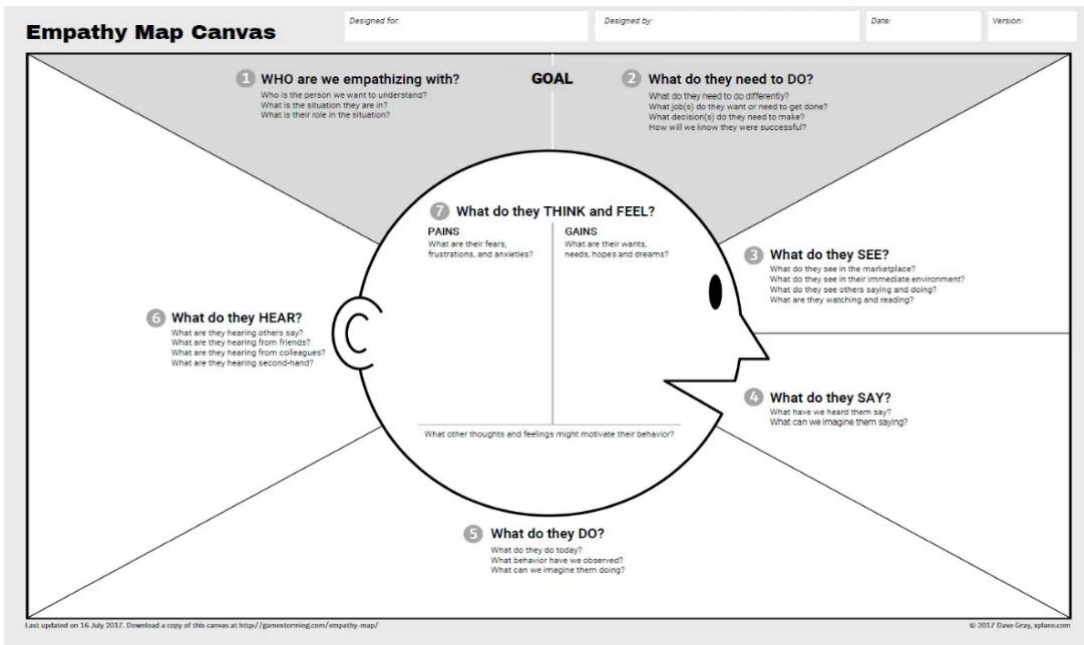 Empathy Map Canvas
Designed for:
Designed by:
Date:
Version:
1 WHO are we empathizing with?
Who is the person we want to understand?
What is the situation they are in?
What is their role in the situation?
GOAL
2 What do they need to DO?
What do they need to do differently?
What job(s) do they want or need to get done?
What decision(s) do they need to make?
How will we know they were successful?
3 What do they SEE?
What do they see in the marketplace?
What do they see in their immediate environment?
What do they see others saying and doing?
What are they watching and reading?
4 What do they SAY?
What have we heard them say?
What can we imagine them saying?
5 What do they DO?
What do they do today?
What behavior have we observed?
What can we imagine them doing?
6 What do they HEAR?
What are they hearing others say?
What are they hearing from friends?
What are they hearing from colleagues?
What are they hearing second-hand?
7 What do they THINK and FEEL?
PAINS
What are their fears,
frustrations, and anxieties?
GAINS
What are their wants,
needs, hopes and dreams?
What other thoughts and feelings might motivate their behavior?
Last updated on 16 July 2017. Download a copy of this canvas at http://gamestorming.com/empathy-map/
© 2017 Dave Gray, xplane.com